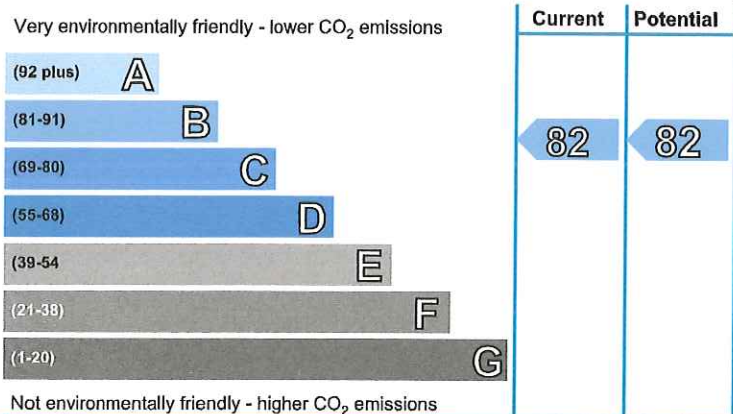 Very environmentally friendly - lower CO₂ emissions
Current Potential
(92 plus) A
(81-91) B
82 82
(69-80) C
(55-68) D
(39-54 E
(21-38) F
(1-20) G
Not environmentally friendly - higher CO₂ emissions